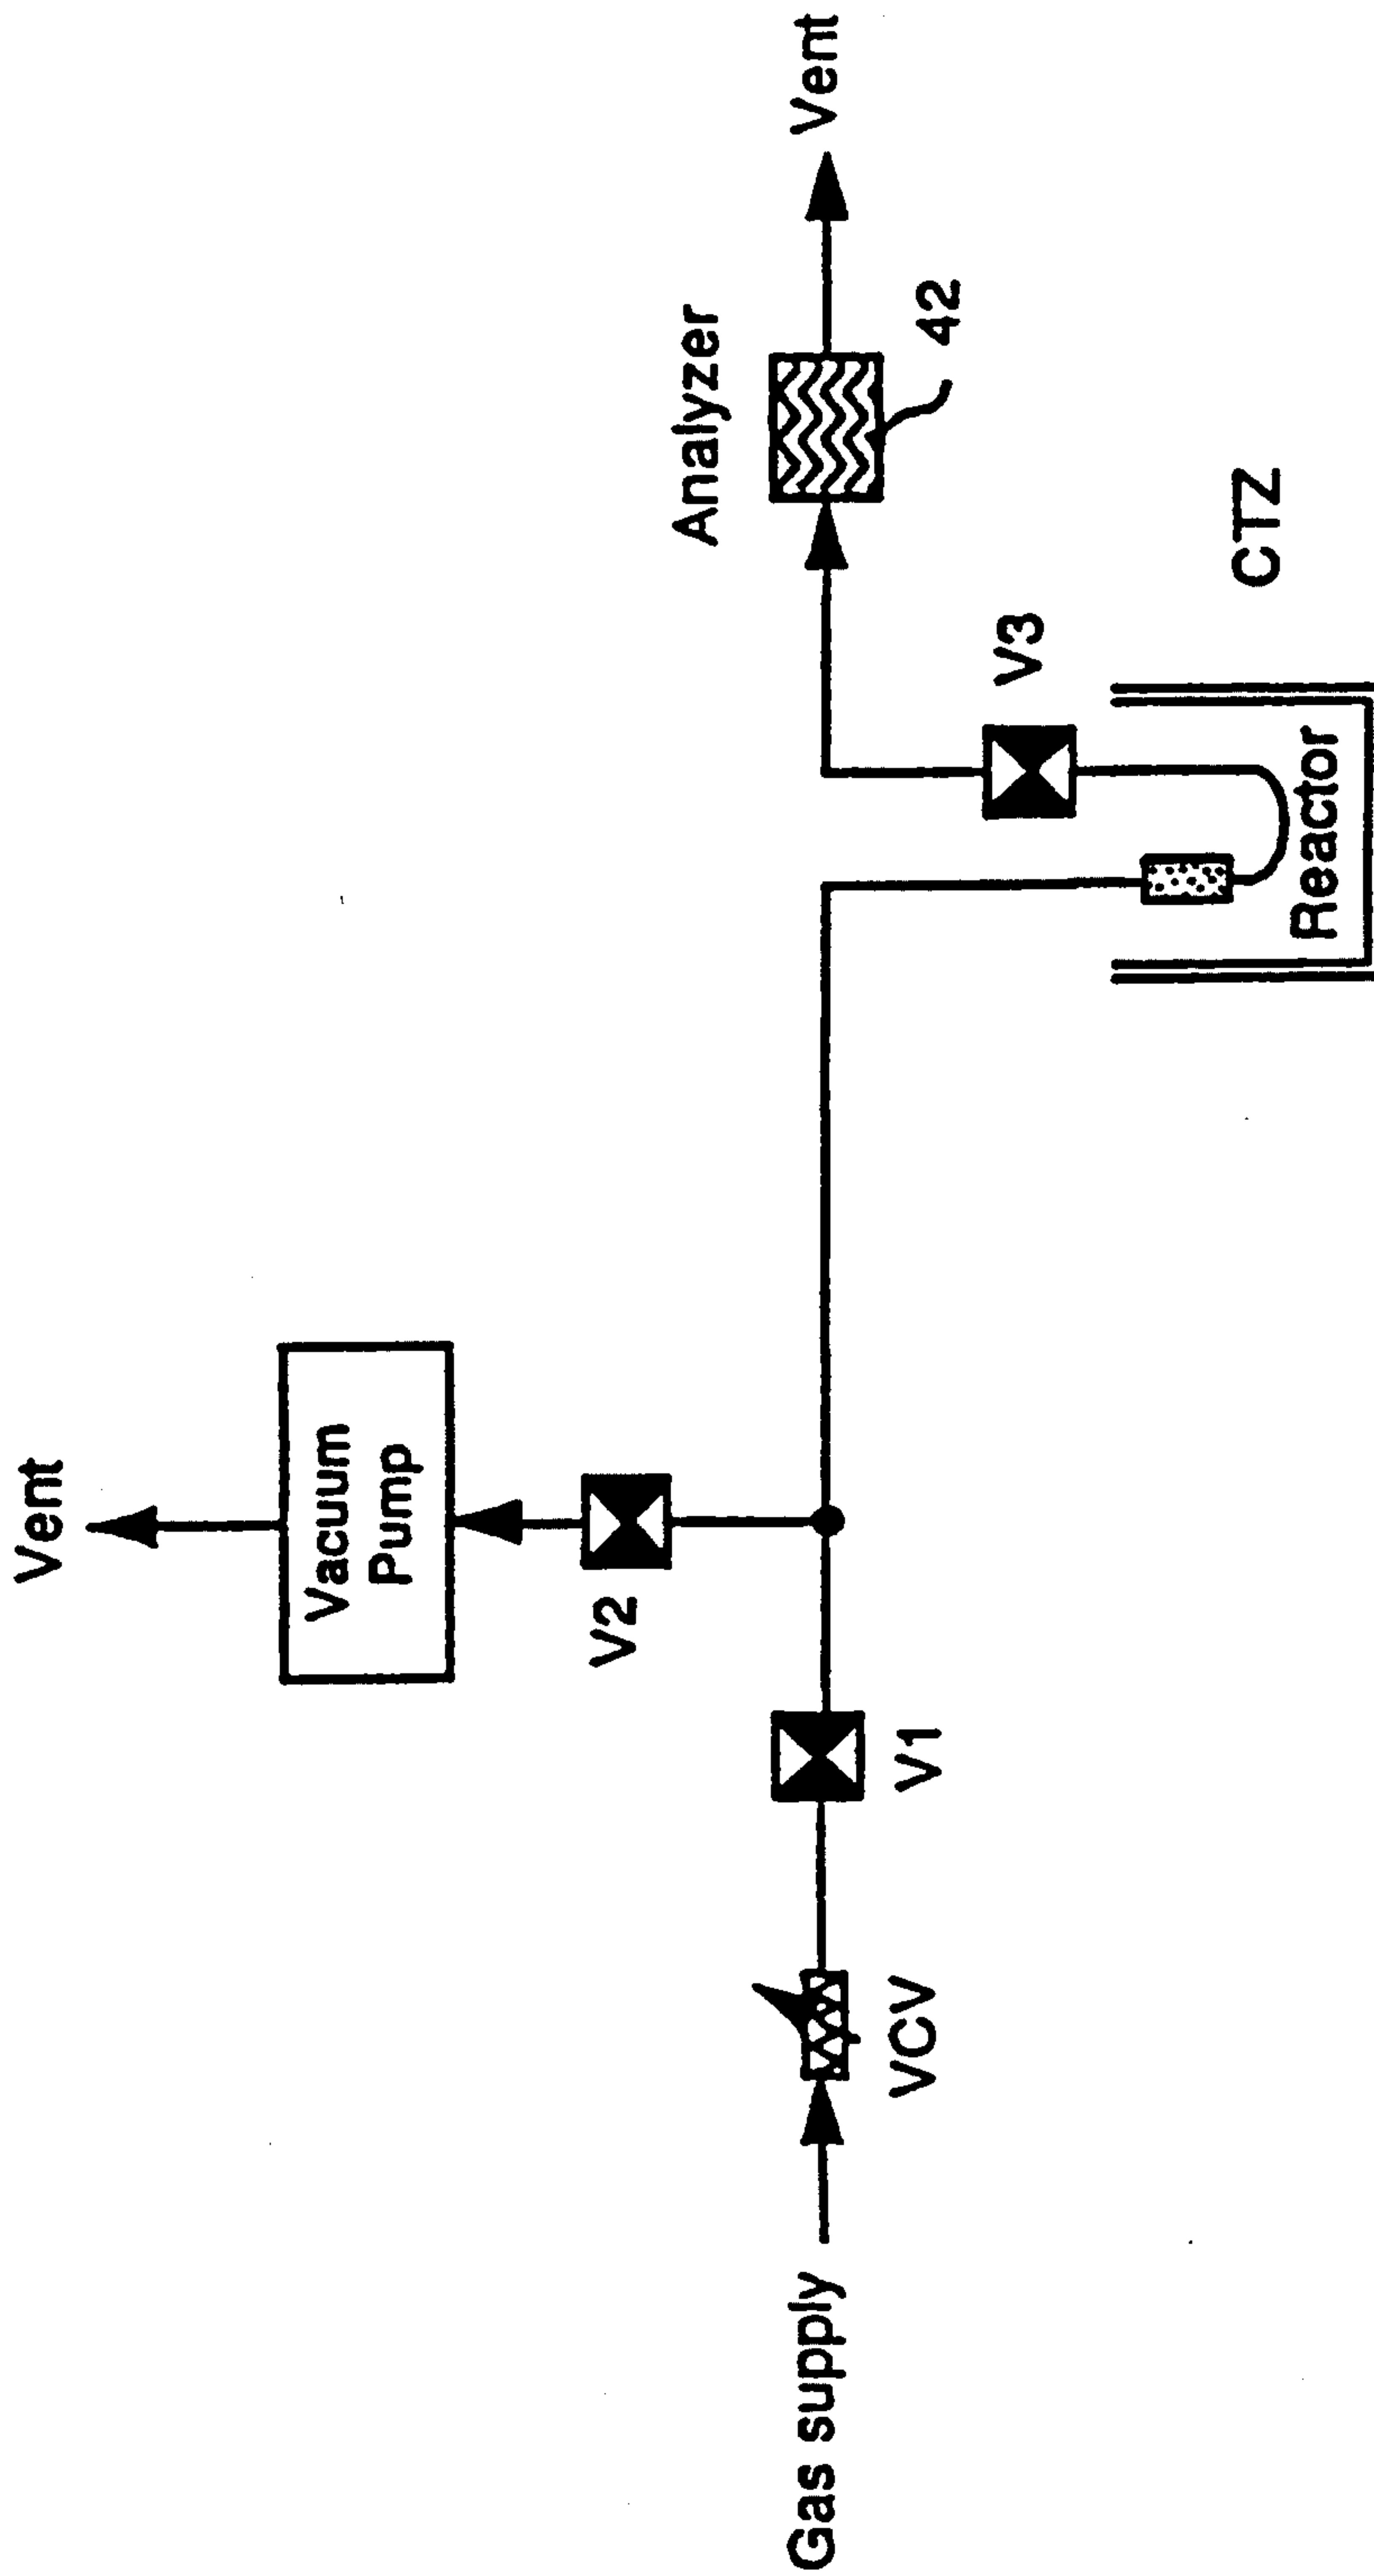 Vent
Vacuum
Pump
V2
Gas supply
VCV
V1
Analyzer
42
Vent
V3
Reactor
CTZ